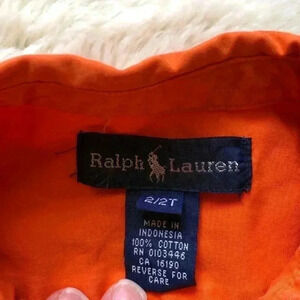 Ralph Lauren
2/2T
MADE IN
INDONESIA
100% COTTON
RN 0103446
CA 16190
REVERSE FOR
CARE